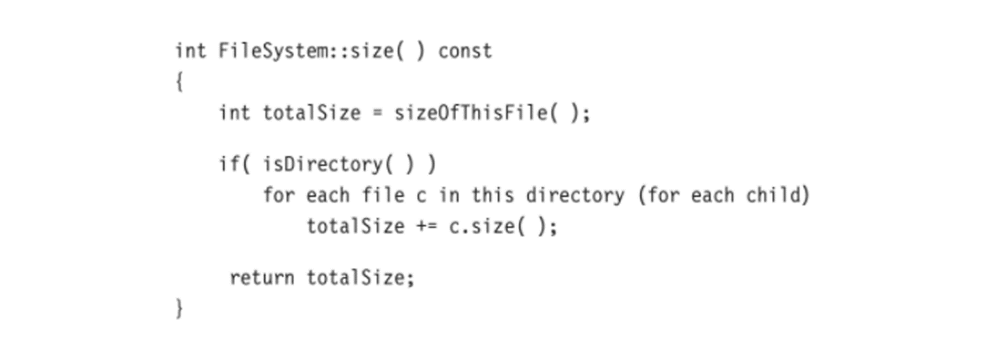 int FileSystem::size( ) const
{
int totalSize = sizeOfThisFile( );
if( isDirectory( ) )
for each file c in this directory (for each child)
totalSize += c.size( );
return totalSize;
}